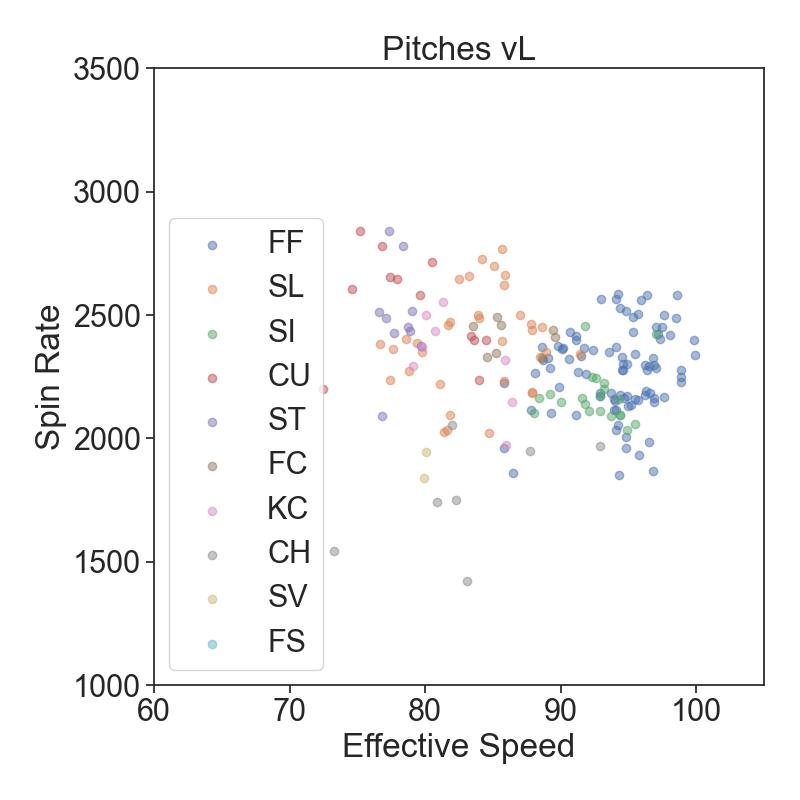 Pitches vL
3500
3000
2500
2000
1500
1000
Spin Rate
FF
SL
SI
CU
ST
FC
KC
CH
SV
FS
60
70
80
90
100
Effective Speed